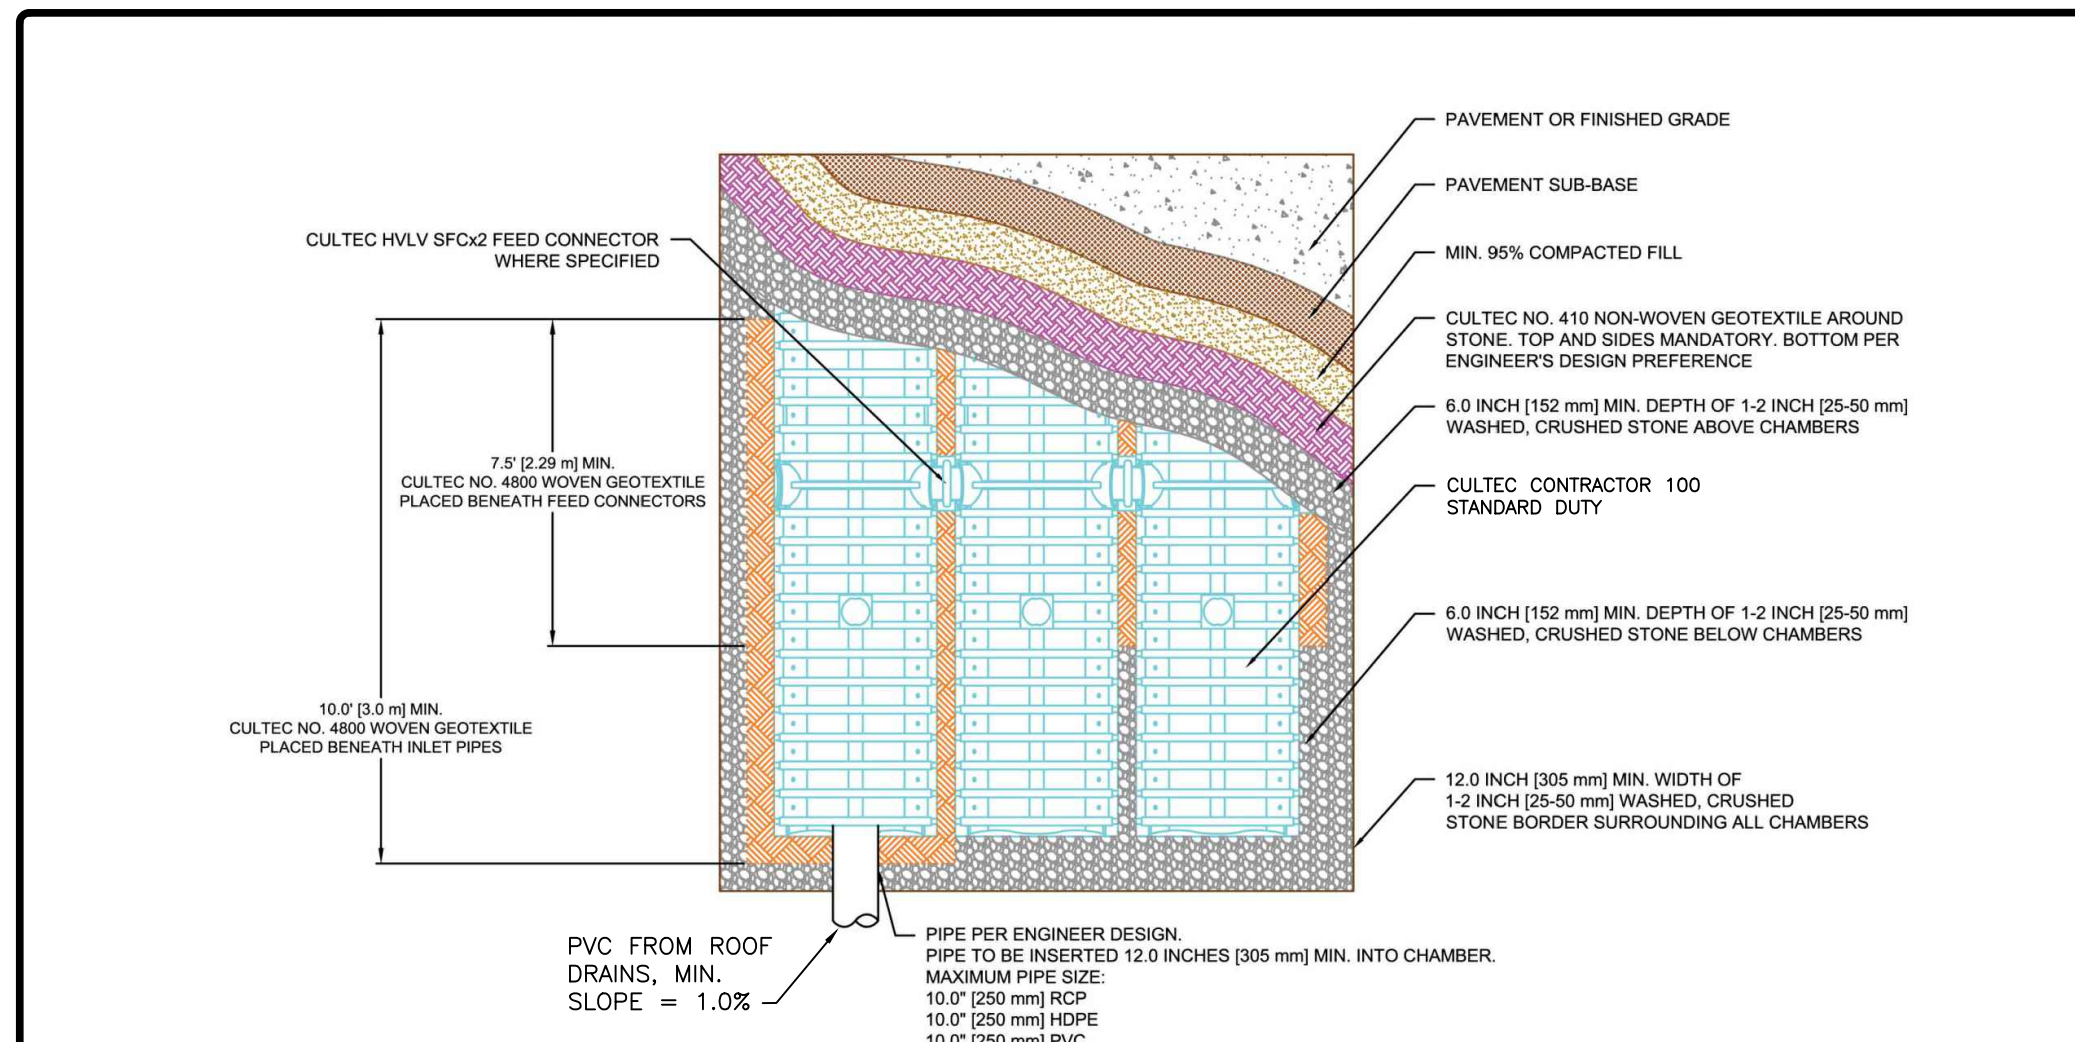 PAVEMENT OR FINISHED GRADE
PAVEMENT SUB-BASE
CULTEC HVLV SFCx2 FEED CONNECTOR
WHERE SPECIFIED
MIN. 95% COMPACTED FILL
CULTEC NO. 410 NON-WOVEN GEOTEXTILE AROUND
STONE. TOP AND SIDES MANDATORY. BOTTOM PER
ENGINEER'S DESIGN PREFERENCE
6.0 INCH [152 mm] MIN. DEPTH OF 1-2 INCH [25-50 mm]
WASHED, CRUSHED STONE ABOVE CHAMBERS
7.5' [2.29 m] MIN.
CULTEC NO. 4800 WOVEN GEOTEXTILE
PLACED BENEATH FEED CONNECTORS
CULTEC CONTRACTOR 100
STANDARD DUTY
6.0 INCH [152 mm] MIN. DEPTH OF 1-2 INCH [25-50 mm]
WASHED, CRUSHED STONE BELOW CHAMBERS
10.0' [3.0 m] MIN.
CULTEC NO. 4800 WOVEN GEOTEXTILE
PLACED BENEATH INLET PIPES
12.0 INCH [305 mm] MIN. WIDTH OF
1-2 INCH [25-50 mm] WASHED, CRUSHED
STONE BORDER SURROUNDING ALL CHAMBERS
PVC FROM ROOF
DRAINS, MIN.
SLOPE = 1.0%
PIPE PER ENGINEER DESIGN.
PIPE TO BE INSERTED 12.0 INCHES [305 mm] MIN. INTO CHAMBER.
MAXIMUM PIPE SIZE:
10.0" [250 mm] RCP
10.0" [250 mm] HDPE
10.0" [250 mm] PVC